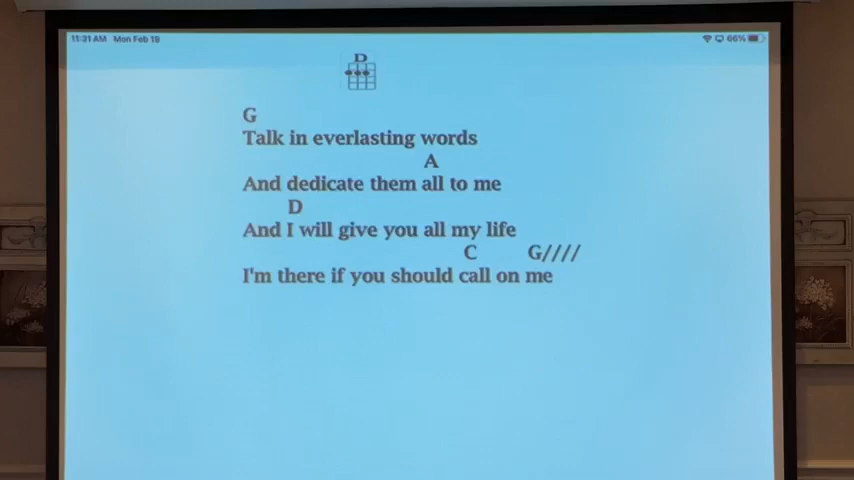 11:31 AM Mon Feb 19
66%
D
G
Talk in everlasting words
A
And dedicate them all to me
D
And I will give you all my life
C G////
I'm there if you should call on me